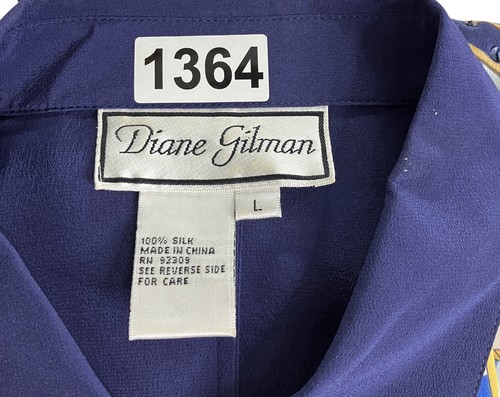 1364
Diane Gilman
L
100% SILK
MADE IN CHINA
RN 92309
SEE REVERSE SIDE
FOR CARE